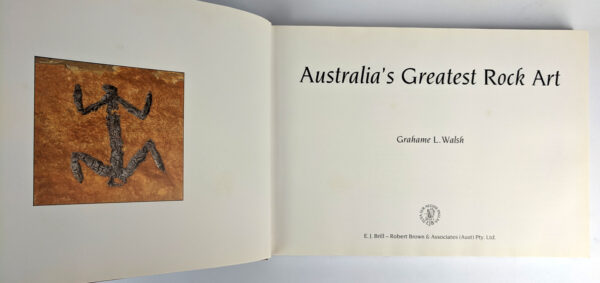 Australia's Greatest Rock Art
Grahame L. Walsh
E. J. Brill – Robert Brown & Associates (Aust) Pty. Ltd.